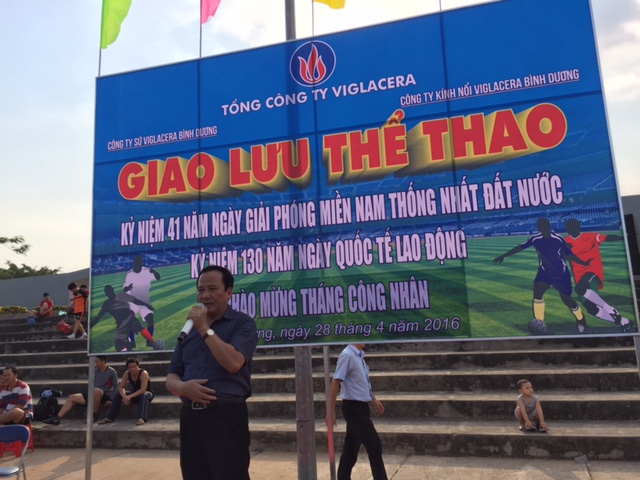 TỔNG CÔNG TY VIGLACERA
CÔNG TY SỨ VIGLACERA BÌNH DƯƠNG
CÔNG TY KÍNH NỔI VIGLACERA BÌNH DƯƠNG
GIAO LƯU THỂ THAO
KỶ NIỆM 41 NĂM NGÀY GIẢI PHÓNG MIỀN NAM THỐNG NHẤT ĐẤT NƯỚC
KỶ NIỆM 130 NĂM NGÀY QUỐC TẾ LAO ĐỘNG
MỪNG THÁNG CÔNG NHÂN
ngày 28 tháng 4 năm 2016